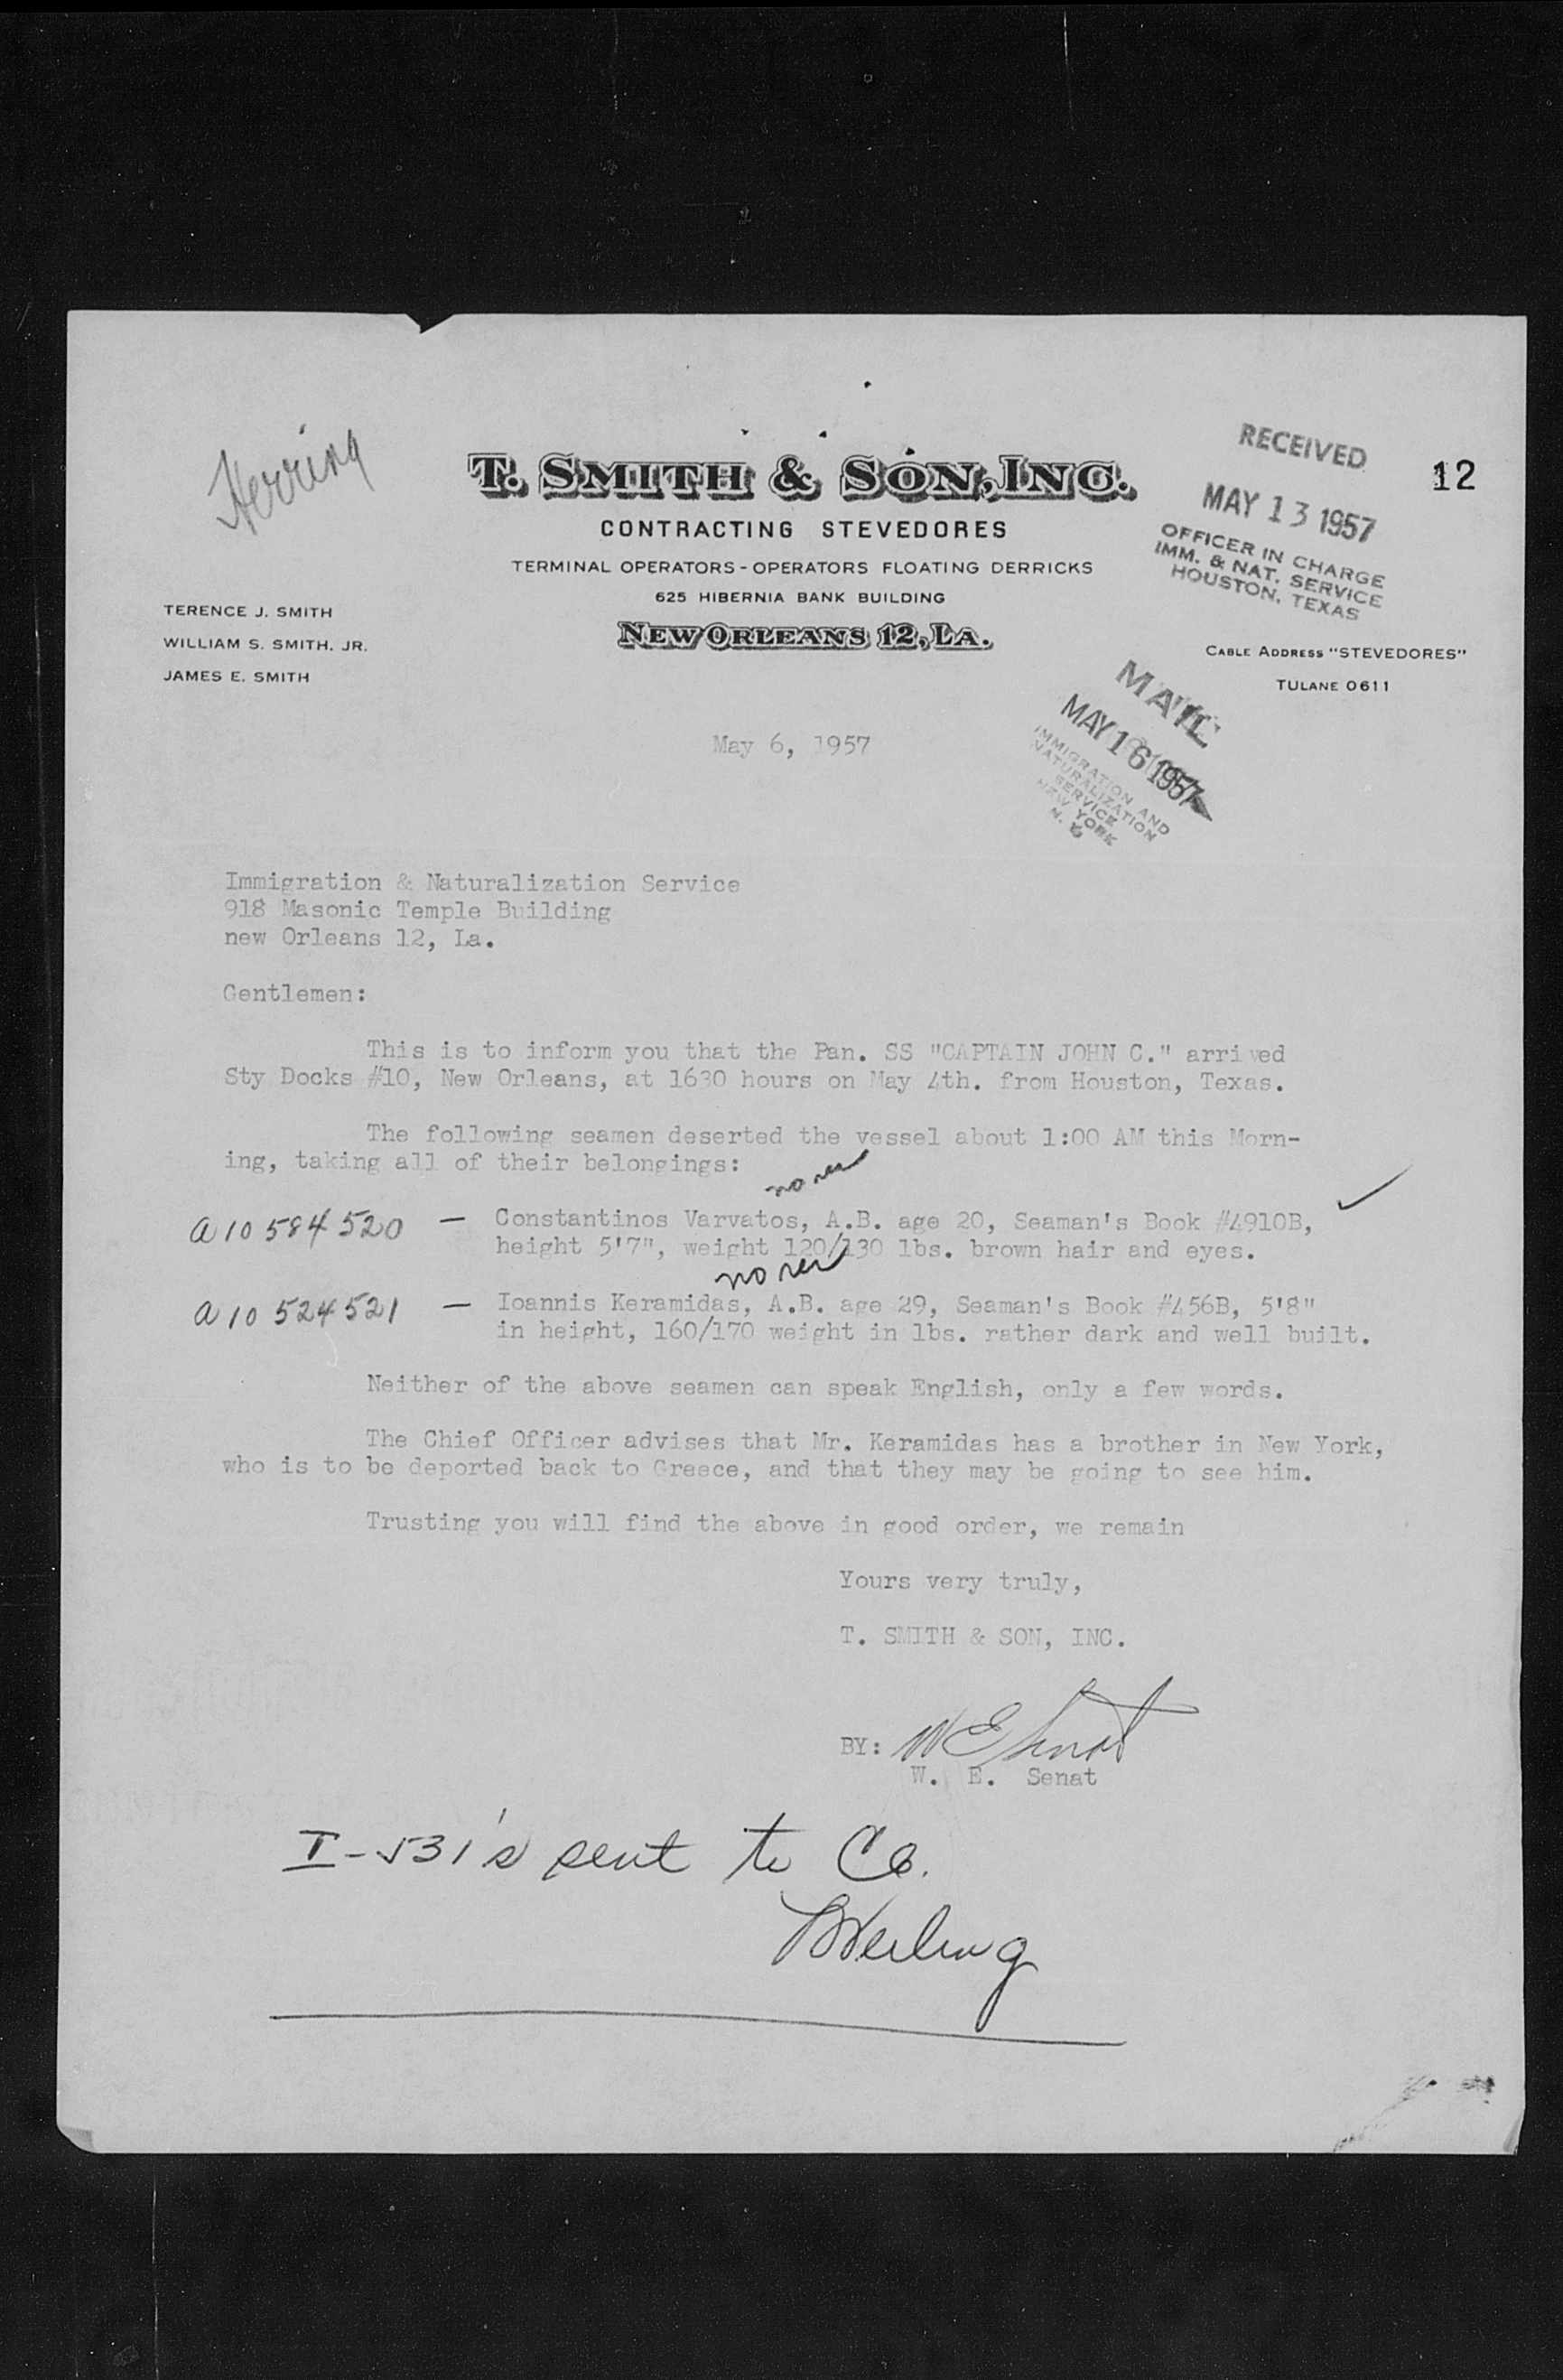 Herring
T. SMITH & SON, INC.
CONTRACTING STEVEDORES
TERMINAL OPERATORS - OPERATORS FLOATING DERRICKS
625 HIBERNIA BANK BUILDING
NEW ORLEANS 12, LA.
RECEIVED
MAY 13 1957
OFFICER IN CHARGE
IMM. & NAT. SERVICE
HOUSTON, TEXAS
12
TERENCE J. SMITH
WILLIAM S. SMITH, JR.
JAMES E. SMITH
CABLE ADDRESS "STEVEDORES"
TULANE 0611
MAIL
MAY 16 1957
IMMIGRATION AND
NATURALIZATION
SERVICE
NEW YORK
May 6, 1957
Immigration & Naturalization Service
918 Masonic Temple Building
new Orleans 12, La.
Gentlemen:
This is to inform you that the Pan. SS "CAPTAIN JOHN C." arrived
Sty Docks #10, New Orleans, at 1630 hours on May 4th. from Houston, Texas.
The following seamen deserted the vessel about 1:00 AM this Morn-
ing, taking all of their belongings:
no rec
A 10 584 520 — Constantinos Varvatos, A.B. age 20, Seaman's Book #4910B,
height 5'7", weight 120/130 lbs. brown hair and eyes.
no rec
A 10 524 521 — Ioannis Keramidas, A.B. age 29, Seaman's Book #456B, 5'8"
in height, 160/170 weight in lbs. rather dark and well built.
Neither of the above seamen can speak English, only a few words.
The Chief Officer advises that Mr. Keramidas has a brother in New York,
who is to be deported back to Greece, and that they may be going to see him.
Trusting you will find the above in good order, we remain
Yours very truly,
T. SMITH & SON, INC.
BY: W E Senat
W. E. Senat
I-531's sent to Co.